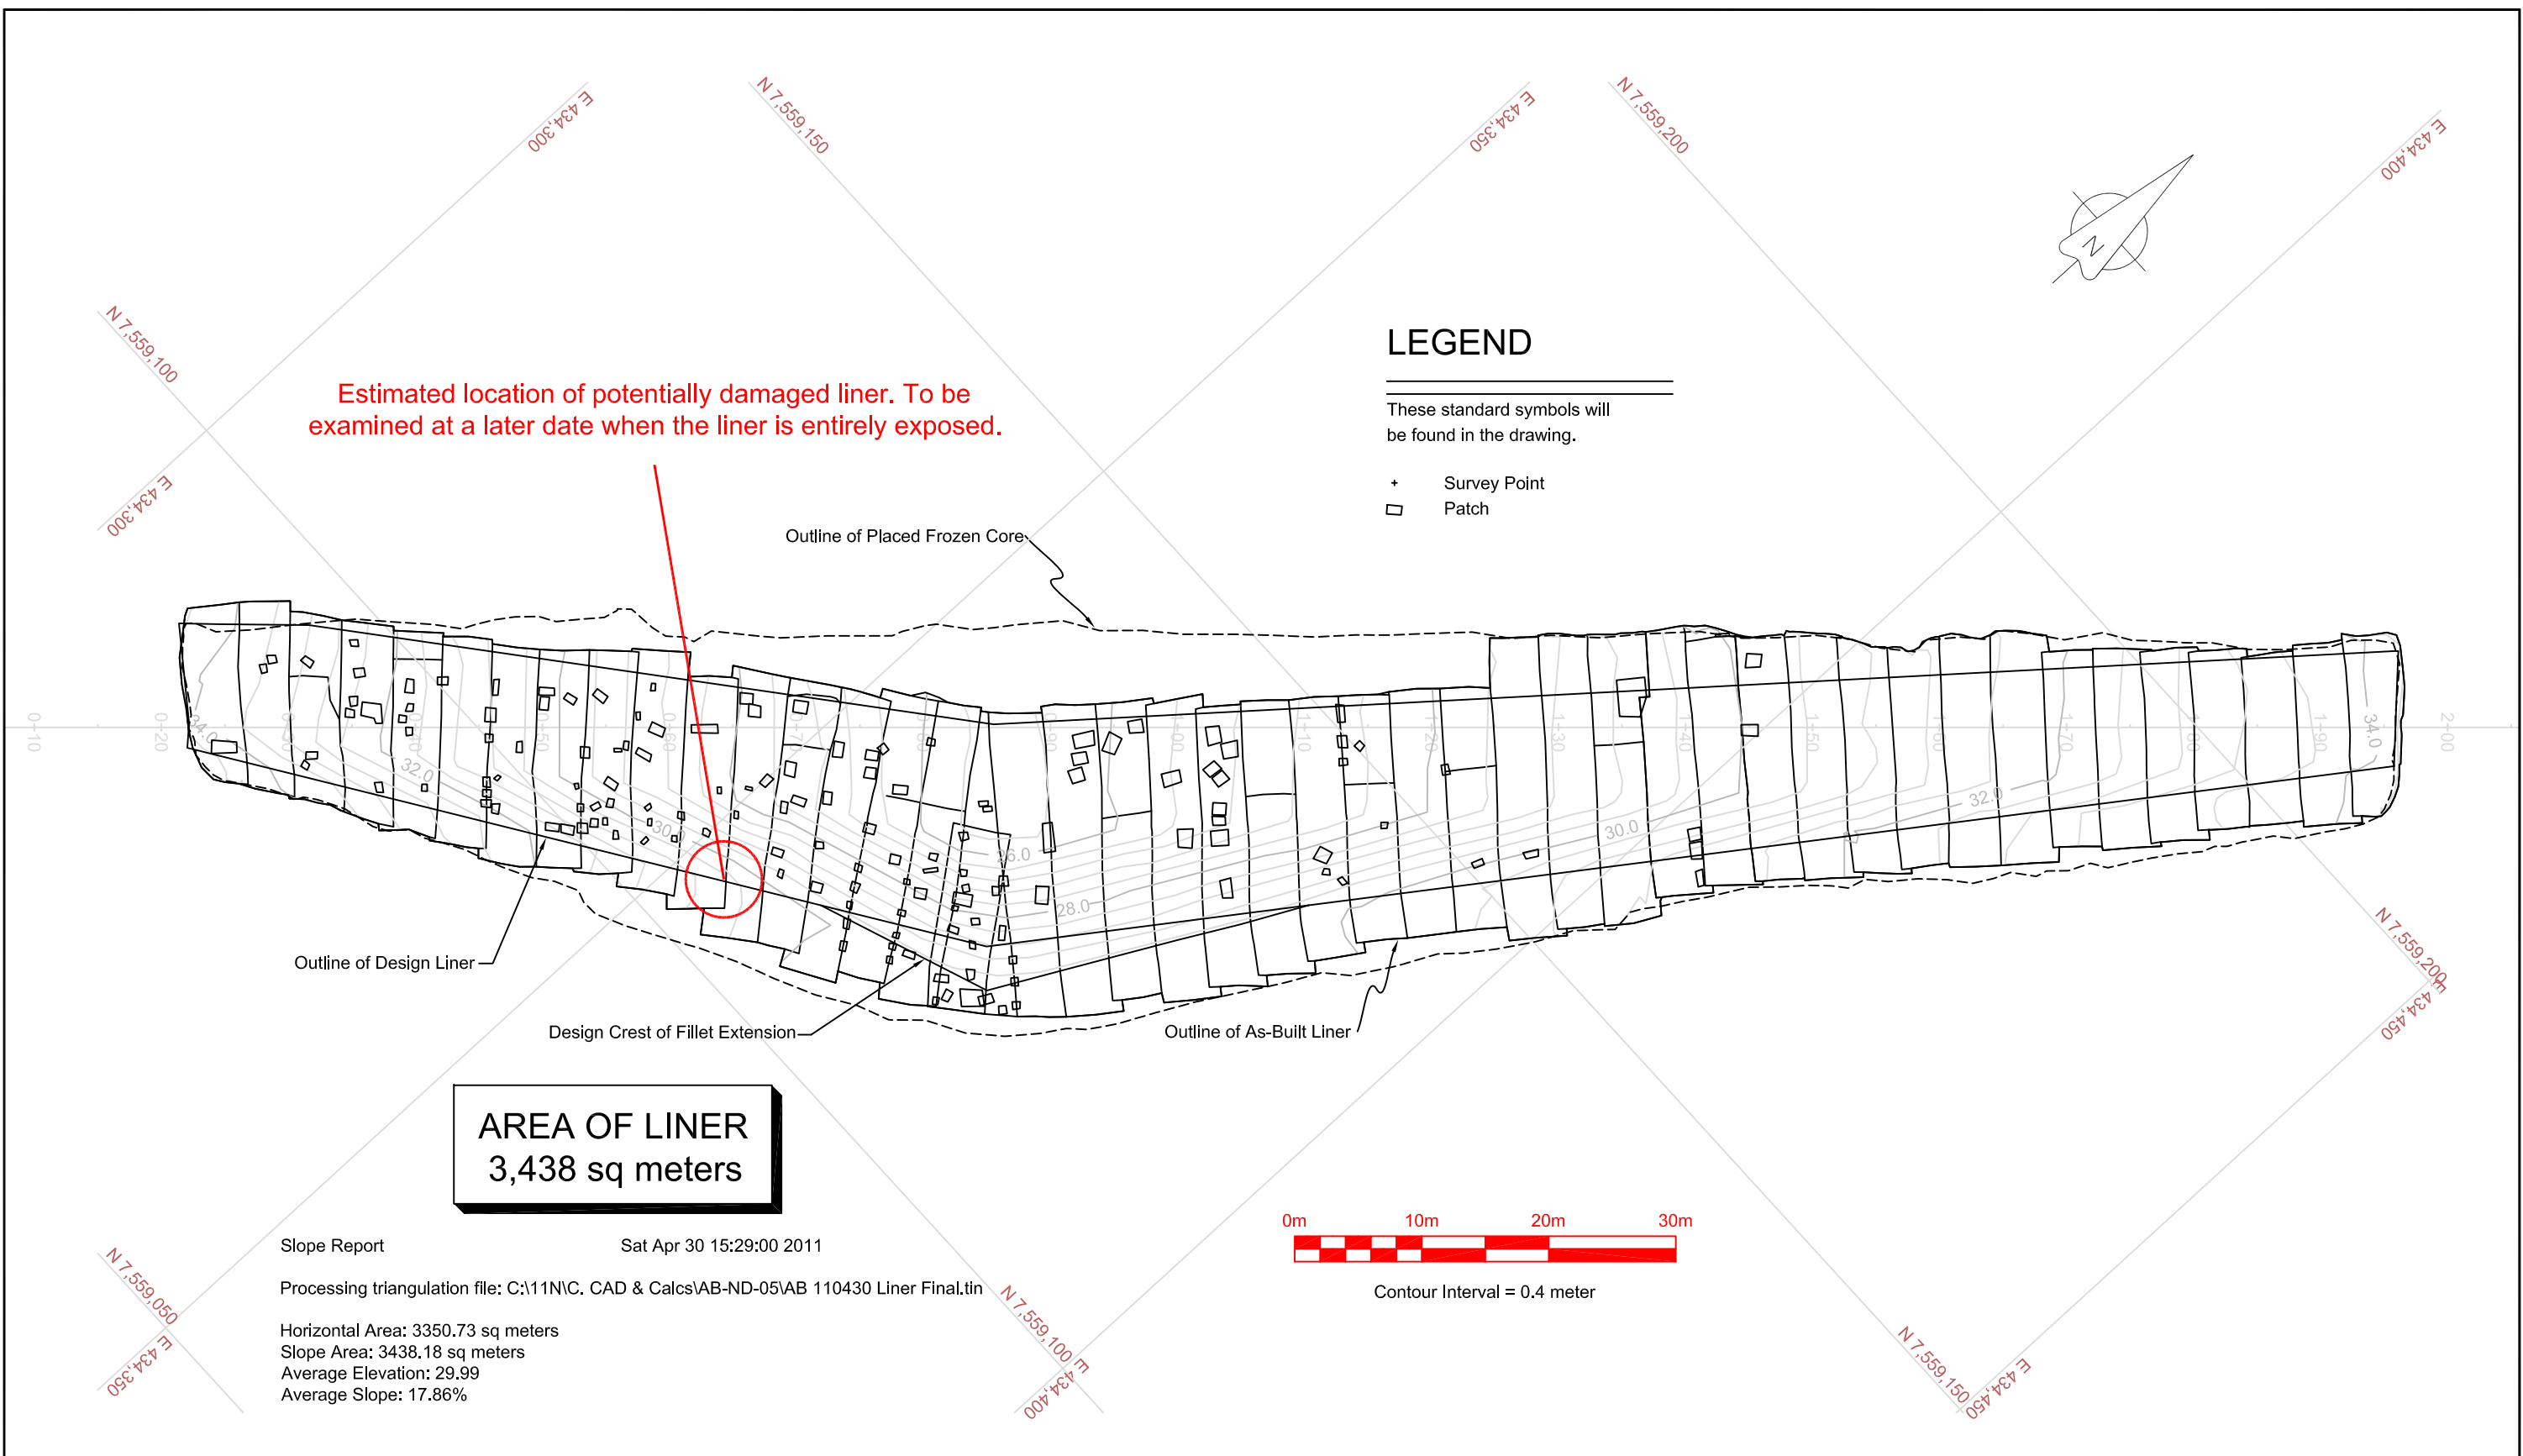 E 434,300
N 7,559,150
E 434,350
N 7,559,200
E 434,400
N
N 7,559,100
LEGEND
These standard symbols will
be found in the drawing.
Survey Point
Patch
Estimated location of potentially damaged liner. To be
examined at a later date when the liner is entirely exposed.
E 434,300
Outline of Placed Frozen Core
0-10
0-20
0-60
1-10
1-20
1-30
1-40
1-50
1-70
1-90
2-00
34.0
34.0
32.0
32.0
30.0
30.0
26.0
28.0
Outline of Design Liner
Design Crest of Fillet Extension
Outline of As-Built Liner
N 7,559,200
E 434,450
AREA OF LINER
3,438 sq meters
0m 10m 20m 30m
Contour Interval = 0.4 meter
Slope Report Sat Apr 30 15:29:00 2011
Processing triangulation file: C:\11N\C. CAD & Calcs\AB-ND-05\AB 110430 Liner Final.tin
Horizontal Area: 3350.73 sq meters
Slope Area: 3438.18 sq meters
Average Elevation: 29.99
Average Slope: 17.86%
N 7,559,050
E 434,350
N 7,559,100
E 434,400
N 7,559,150
E 434,450